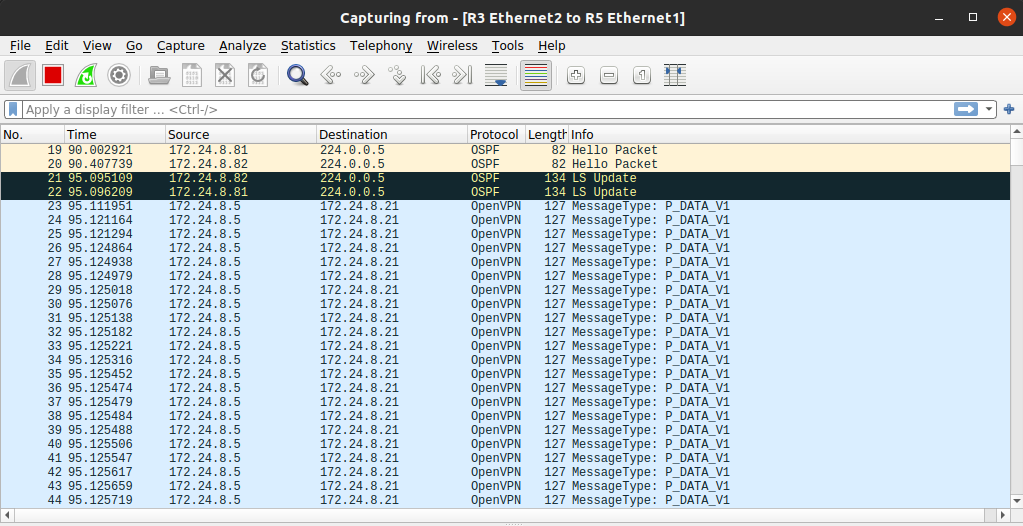 Capturing from - [R3 Ethernet2 to R5 Ethernet1]
File Edit View Go Capture Analyze Statistics Telephony Wireless Tools Help
Apply a display filter ... <Ctrl-/>
No. Time Source Destination Protocol Length Info
19 90.002921 172.24.8.81 224.0.0.5 OSPF 82 Hello Packet
20 90.407739 172.24.8.82 224.0.0.5 OSPF 82 Hello Packet
21 95.095109 172.24.8.82 224.0.0.5 OSPF 134 LS Update
22 95.096209 172.24.8.81 224.0.0.5 OSPF 134 LS Update
23 95.111951 172.24.8.5 172.24.8.21 OpenVPN 127 MessageType: P_DATA_V1
24 95.121164 172.24.8.5 172.24.8.21 OpenVPN 127 MessageType: P_DATA_V1
25 95.121294 172.24.8.5 172.24.8.21 OpenVPN 127 MessageType: P_DATA_V1
26 95.124864 172.24.8.5 172.24.8.21 OpenVPN 127 MessageType: P_DATA_V1
27 95.124938 172.24.8.5 172.24.8.21 OpenVPN 127 MessageType: P_DATA_V1
28 95.124979 172.24.8.5 172.24.8.21 OpenVPN 127 MessageType: P_DATA_V1
29 95.125018 172.24.8.5 172.24.8.21 OpenVPN 127 MessageType: P_DATA_V1
30 95.125076 172.24.8.5 172.24.8.21 OpenVPN 127 MessageType: P_DATA_V1
31 95.125138 172.24.8.5 172.24.8.21 OpenVPN 127 MessageType: P_DATA_V1
32 95.125182 172.24.8.5 172.24.8.21 OpenVPN 127 MessageType: P_DATA_V1
33 95.125221 172.24.8.5 172.24.8.21 OpenVPN 127 MessageType: P_DATA_V1
34 95.125316 172.24.8.5 172.24.8.21 OpenVPN 127 MessageType: P_DATA_V1
35 95.125452 172.24.8.5 172.24.8.21 OpenVPN 127 MessageType: P_DATA_V1
36 95.125474 172.24.8.5 172.24.8.21 OpenVPN 127 MessageType: P_DATA_V1
37 95.125479 172.24.8.5 172.24.8.21 OpenVPN 127 MessageType: P_DATA_V1
38 95.125484 172.24.8.5 172.24.8.21 OpenVPN 127 MessageType: P_DATA_V1
39 95.125488 172.24.8.5 172.24.8.21 OpenVPN 127 MessageType: P_DATA_V1
40 95.125506 172.24.8.5 172.24.8.21 OpenVPN 127 MessageType: P_DATA_V1
41 95.125547 172.24.8.5 172.24.8.21 OpenVPN 127 MessageType: P_DATA_V1
42 95.125617 172.24.8.5 172.24.8.21 OpenVPN 127 MessageType: P_DATA_V1
43 95.125659 172.24.8.5 172.24.8.21 OpenVPN 127 MessageType: P_DATA_V1
44 95.125719 172.24.8.5 172.24.8.21 OpenVPN 127 MessageType: P_DATA_V1